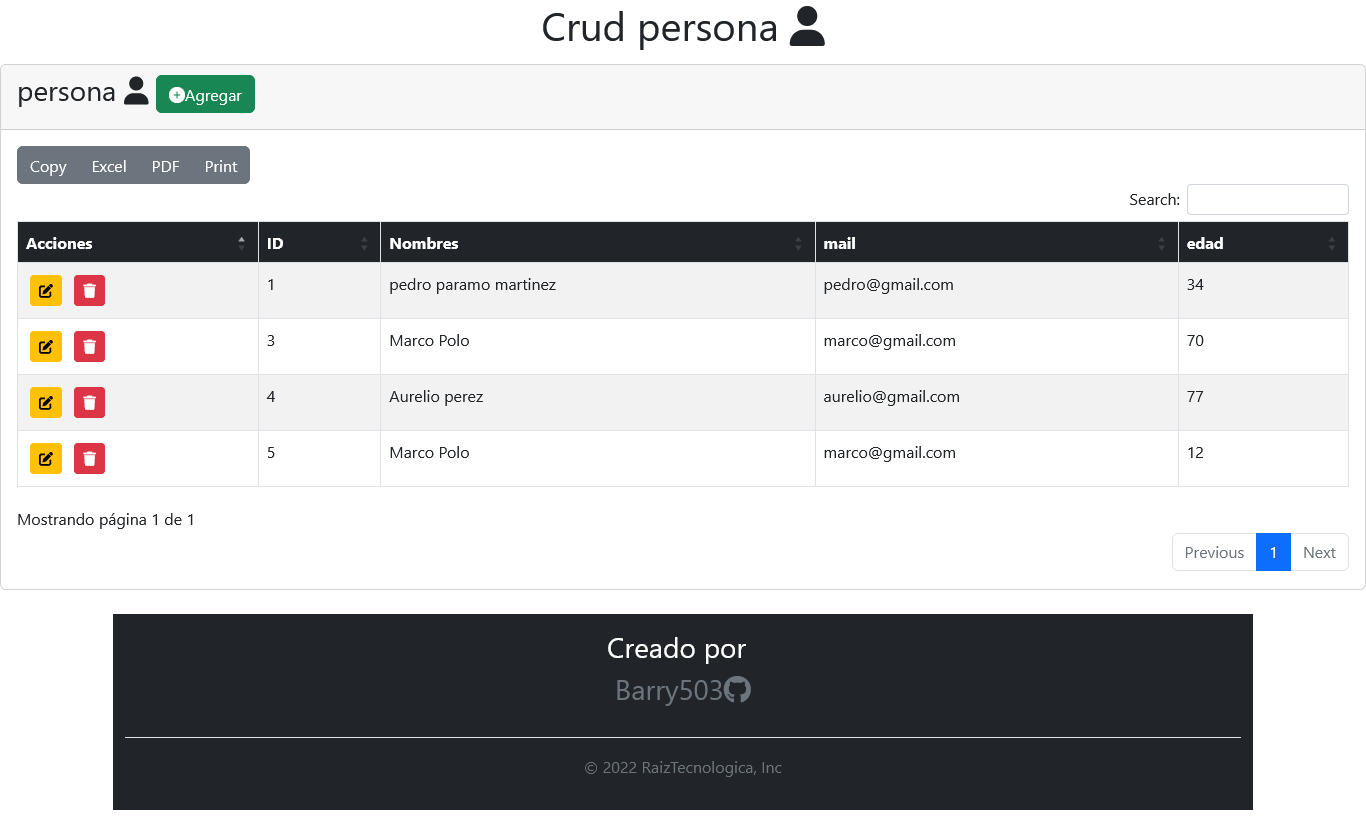 Crud persona
persona Agregar
Copy Excel PDF Print
Search:
Acciones ID Nombres mail edad
1 pedro paramo martinez pedro@gmail.com 34
3 Marco Polo marco@gmail.com 70
4 Aurelio perez aurelio@gmail.com 77
5 Marco Polo marco@gmail.com 12
Mostrando página 1 de 1
Previous 1 Next
Creado por
Barry503
© 2022 RaizTecnologica, Inc